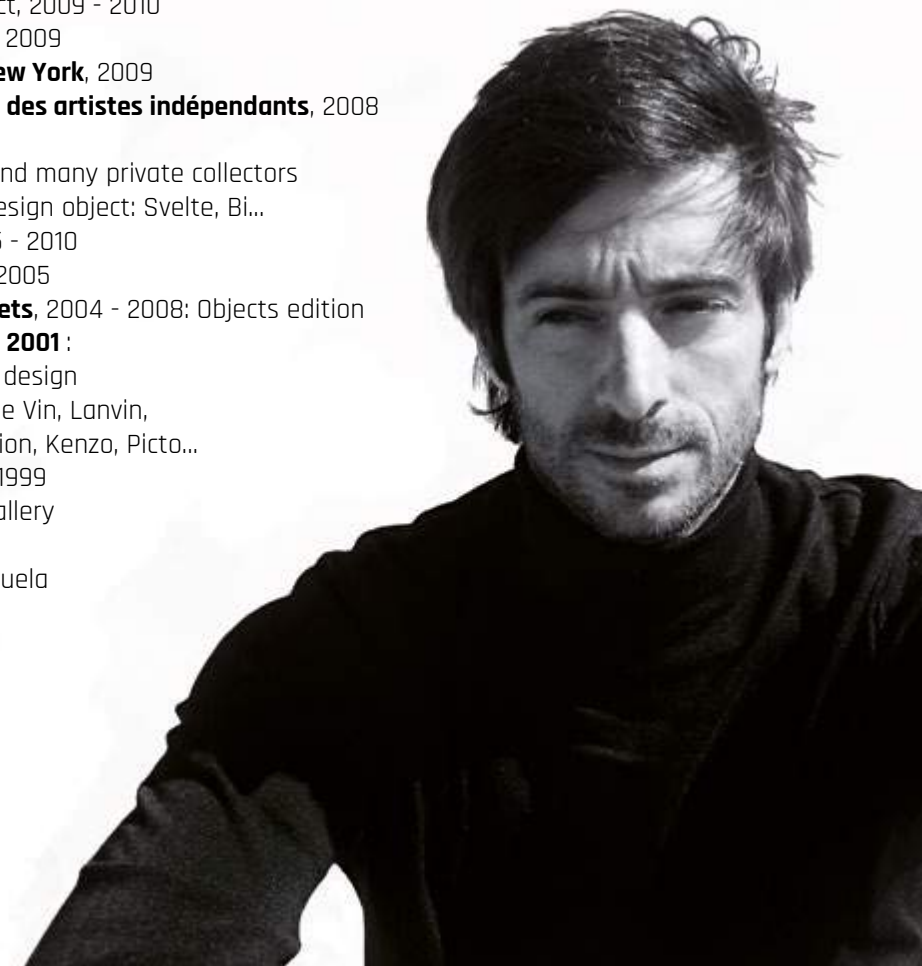 ct, 2009 - 2010
2009
ew York, 2009
des artistes indépendants, 2008
nd many private collectors
esign object: Svelte, Bi...
- 2010
2005
ets, 2004 - 2008: Objects edition
2001 :
design
e Vin, Lanvin,
ion, Kenzo, Picto...
1999
allery
uela